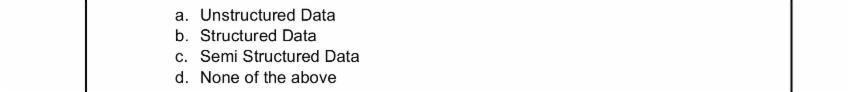 a. Unstructured Data
b. Structured Data
c. Semi Structured Data
d. None of the above